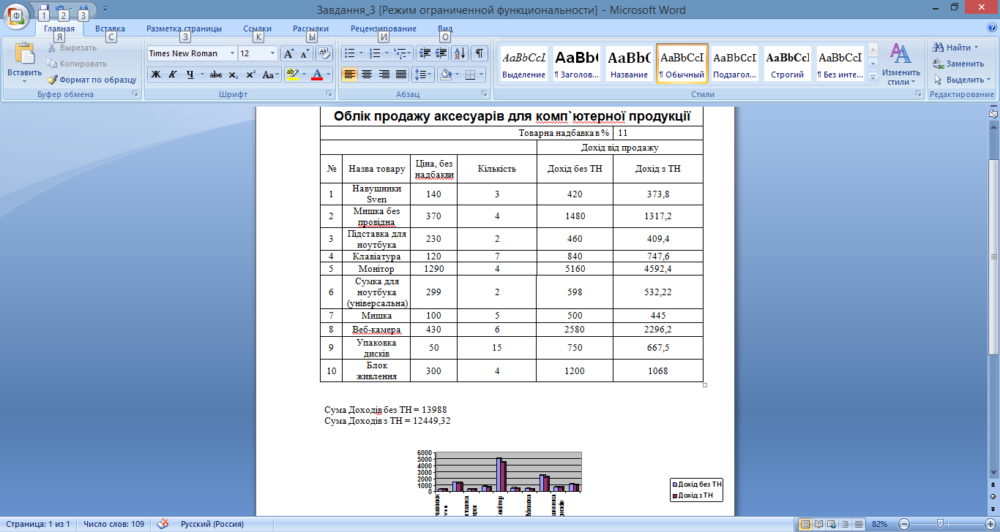 Завдання_3 [Режим ограниченной функциональности] - Microsoft Word
Ф 1 2 3
Главная Вставка Разметка страницы Ссылки Рассылки Рецензирование Вид
Я С З К Ы И О
Вставить
Вырезать
Копировать
Формат по образцу
Буфер обмена
Times New Roman 12
Ж К Ч abc x₂ x² Aa
Шрифт
Абзац
AaBbCcI AaBb( AaBb( AaBbCcI AaBbCcI AaBbCcI AaBbCcI
Выделение ¶ Заголов... Название ¶ Обычный Подзагол... Строгий ¶ Без инте...
Изменить стили
Стили
Найти
Заменить
Выделить
Редактирование
Облік продажу аксесуарів для комп`ютерної продукції
Товарна надбавка в % 11
Дохід від продажу
№ Назва товару Ціна, без надбакви Кількість Дохід без ТН Дохід з ТН
1 Навушники Sven 140 3 420 373,8
2 Мишка без провідна 370 4 1480 1317,2
3 Підставка для ноутбука 230 2 460 409,4
4 Клавіатура 120 7 840 747,6
5 Монітор 1290 4 5160 4592,4
6 Сумка для ноутбука (універсальна) 299 2 598 532,22
7 Мишка 100 5 500 445
8 Веб-камера 430 6 2580 2296,2
9 Упаковка дисків 50 15 750 667,5
10 Блок живлення 300 4 1200 1068
Сума Доходів без ТН = 13988
Сума Доходів з ТН = 12449,32
6000
5000
4000
3000
2000
1000
0
Дохід без ТН
Дохід з ТН
Мишка
Страница: 1 из 1 Число слов: 109 Русский (Россия) 82%